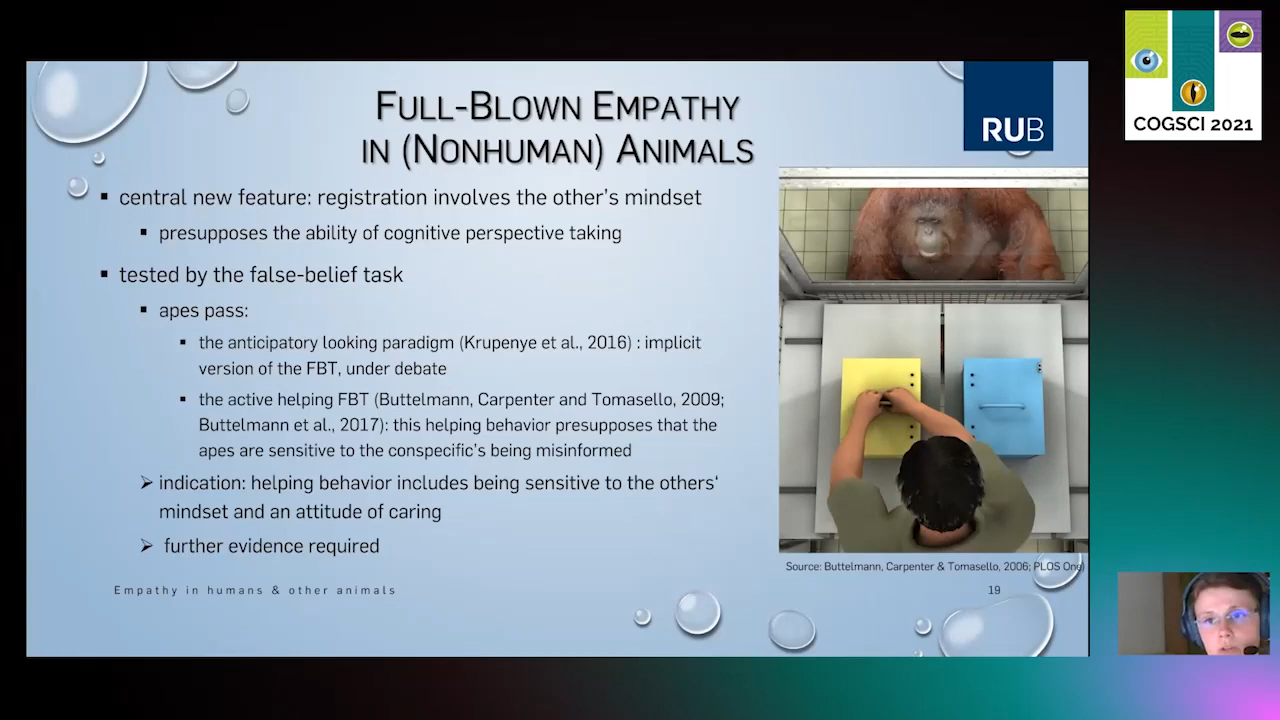 FULL-BLOWN EMPATHY
IN (NONHUMAN) ANIMALS
RUB
COGSCI 2021
▪ central new feature: registration involves the other's mindset
▪ presupposes the ability of cognitive perspective taking
▪ tested by the false-belief task
▪ apes pass:
▪ the anticipatory looking paradigm (Krupenye et al., 2016) : implicit
version of the FBT, under debate
▪ the active helping FBT (Buttelmann, Carpenter and Tomasello, 2009;
Buttelmann et al., 2017): this helping behavior presupposes that the
apes are sensitive to the conspecific's being misinformed
➢ indication: helping behavior includes being sensitive to the others'
mindset and an attitude of caring
➢ further evidence required
Source: Buttelmann, Carpenter & Tomasello, 2006; PLOS One)
Empathy in humans & other animals
19